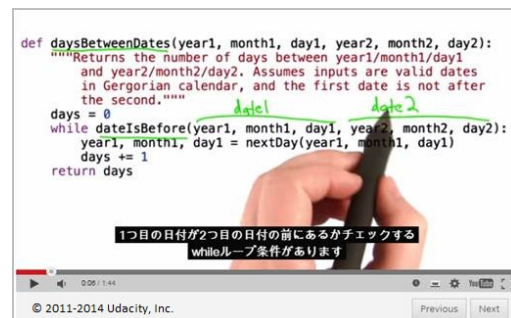 def daysBetweenDates(year1, month1, day1, year2, month2, day2):
"""Returns the number of days between year1/month1/day1
and year2/month2/day2. Assumes inputs are valid dates
in Gergorian calendar, and the first date is not after
the second."""
date1 date2
days = 0
while dateIsBefore(year1, month1, day1, year2, month2, day2):
year1, month1, day1 = nextDay(year1, month1, day1)
days += 1
return days
1つ目の日付が2つ目の日付の前にあるかチェックする
whileループ条件があります
0:06 / 1:44
YouTube
© 2011-2014 Udacity, Inc.
Previous Next